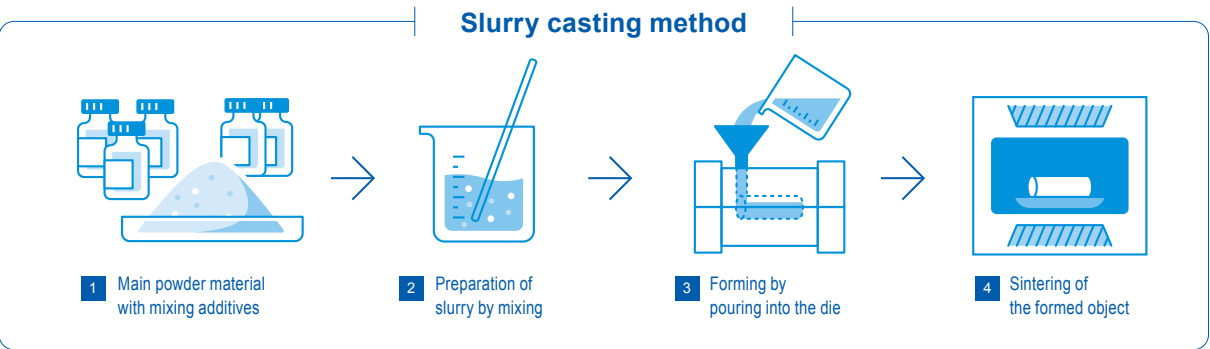 Slurry casting method
1 Main powder material
with mixing additives
2 Preparation of
slurry by mixing
3 Forming by
pouring into the die
4 Sintering of
the formed object